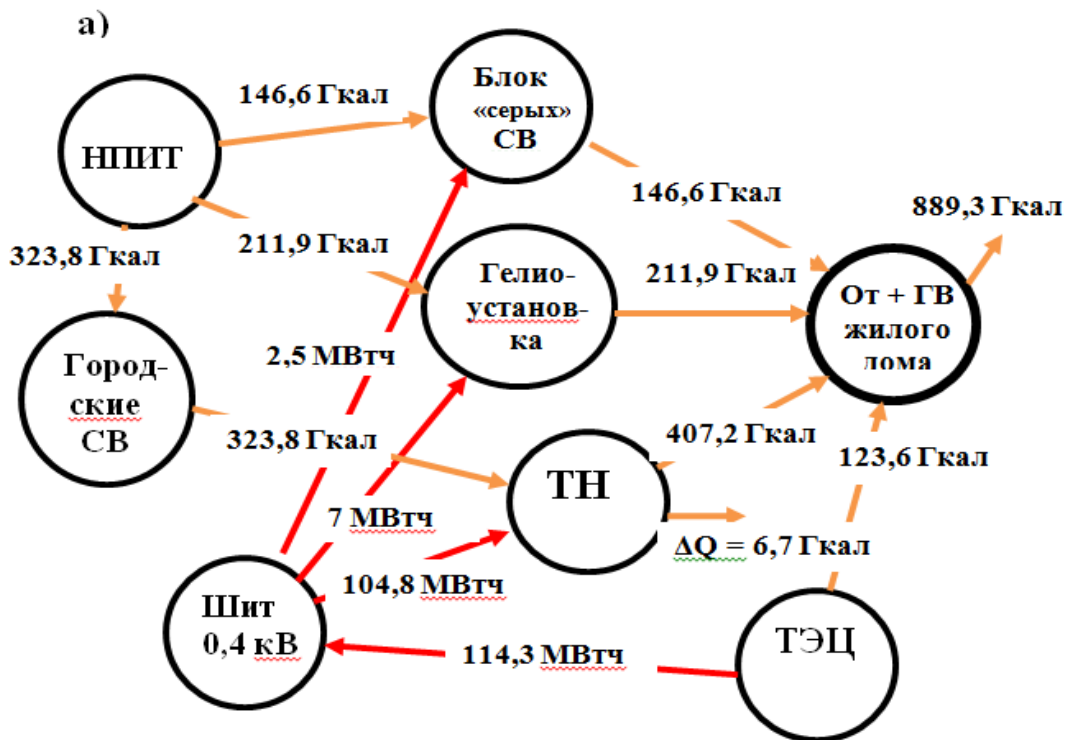 а)
146,6 Гкал
Блок
«серых»
СВ
НПИТ
146,6 Гкал
889,3 Гкал
323,8 Гкал
211,9 Гкал
211,9 Гкал
Гелио-
установ-
ка
От + ГВ
жилого
дома
2,5 МВтч
Город-
ские
СВ
323,8 Гкал
407,2 Гкал
123,6 Гкал
ТН
7 МВтч
ΔQ = 6,7 Гкал
104,8 МВтч
Шит
0,4 кВ
114,3 МВтч
ТЭЦ